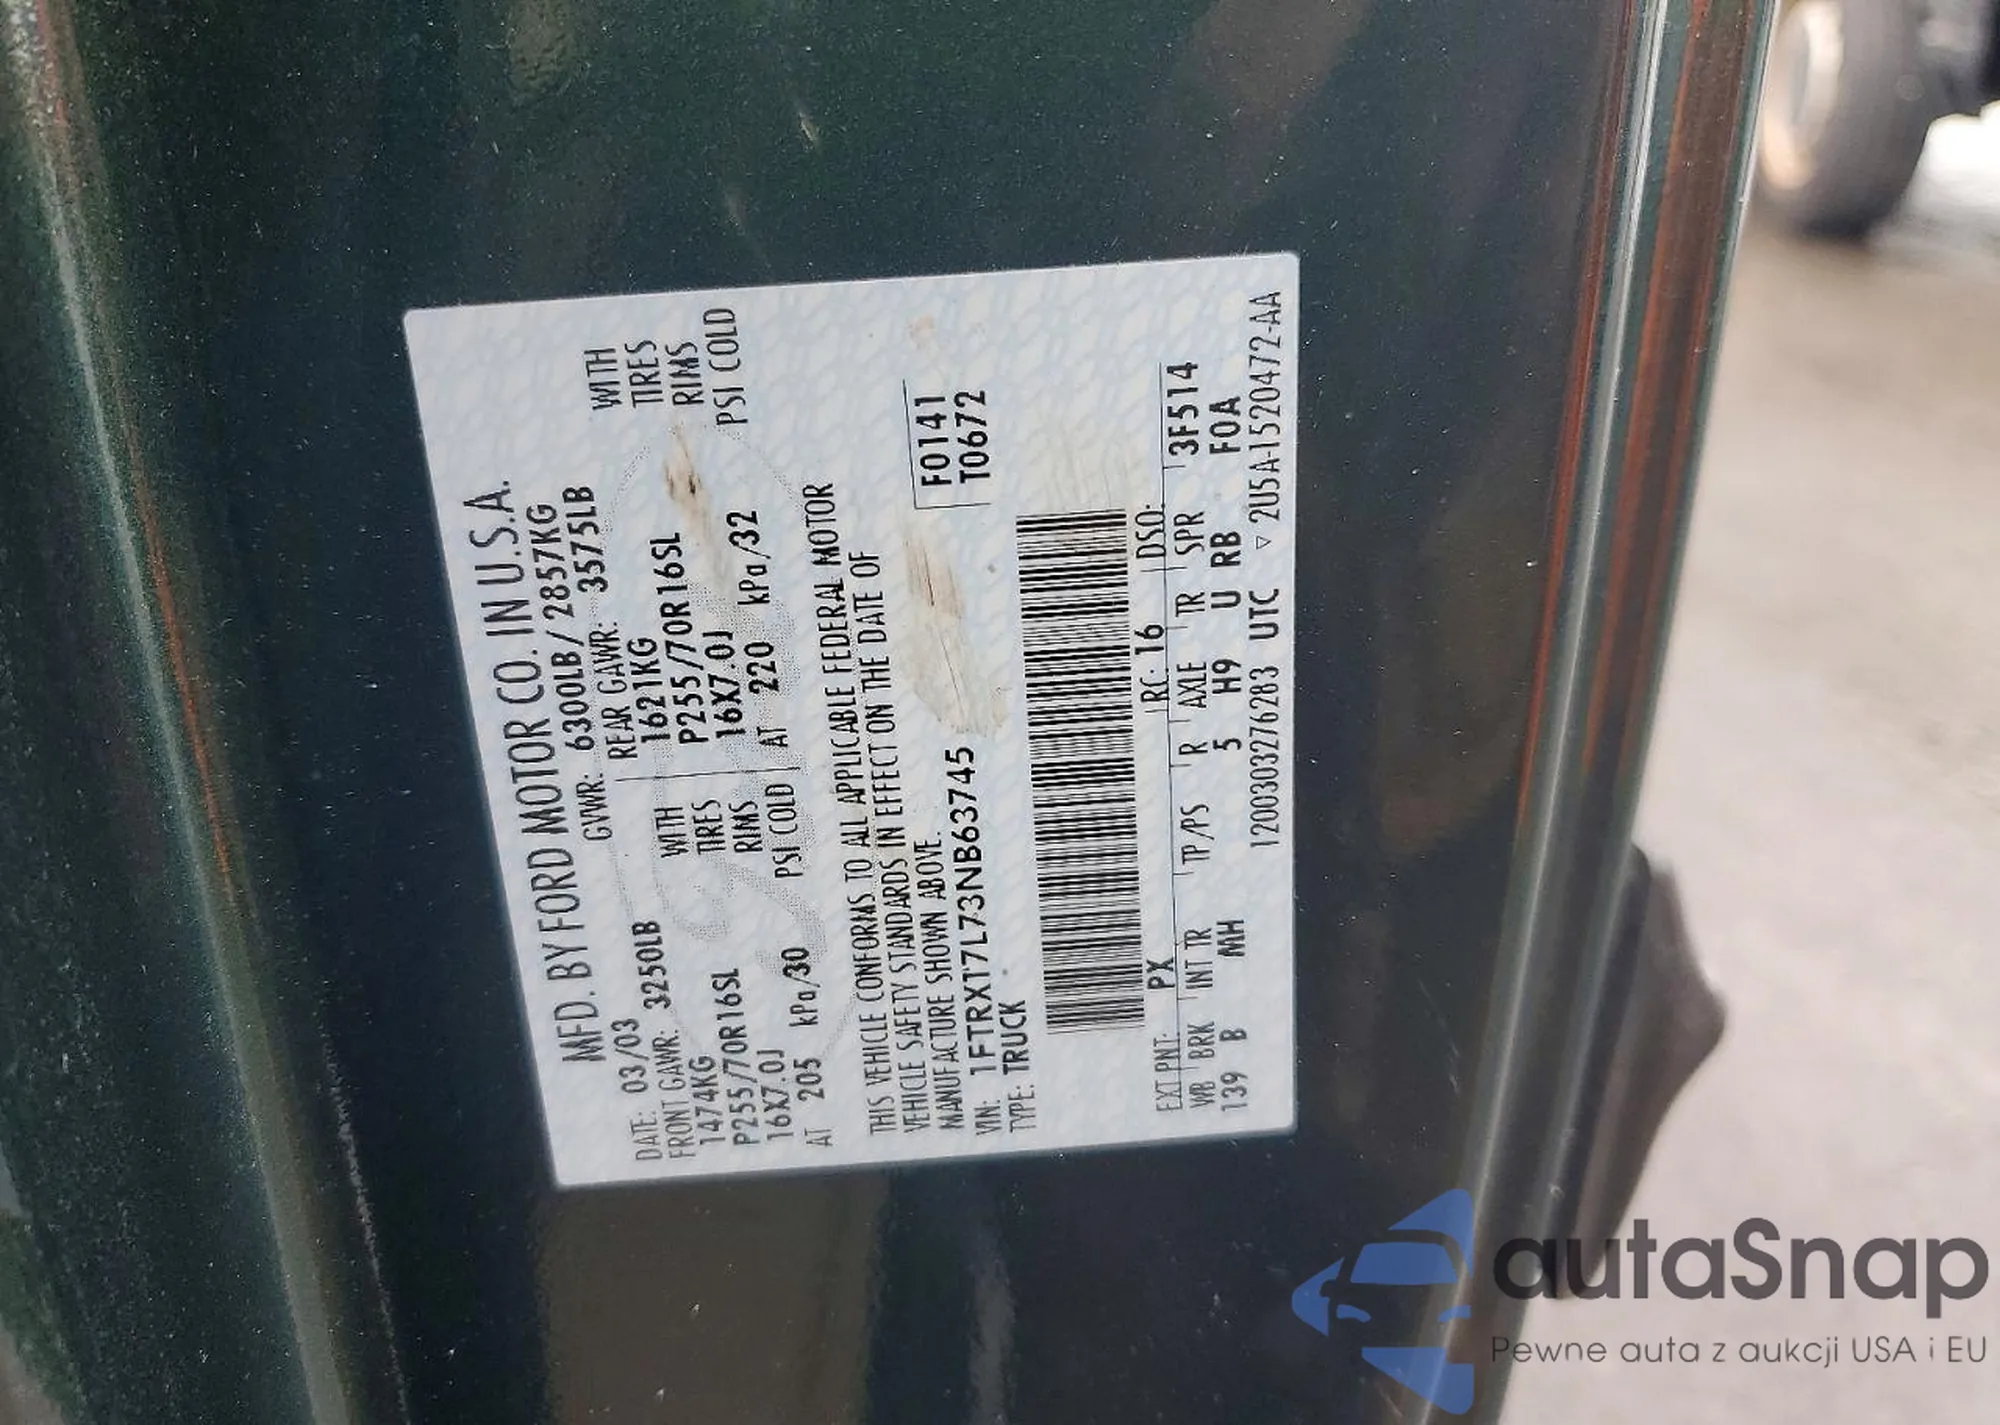 MFD. BY FORD MOTOR CO. IN U.S.A.
DATE: 03/03 GVWR: 6300LB/ 2857KG
FRONT GAWR: 3250LB REAR GAWR: 3575LB
1474KG WITH 1621KG WITH
P255/70R16SL TIRES P255/70R16SL TIRES
16X7.0J RIMS 16X7.0J RIMS
AT 205 kPa/30 PSI COLD AT 220 kPa/32 PSI COLD
THIS VEHICLE CONFORMS TO ALL APPLICABLE FEDERAL MOTOR
VEHICLE SAFETY STANDARDS IN EFFECT ON THE DATE OF
MANUFACTURE SHOWN ABOVE.
VIN: 1FTRX17L73NB63745 F0141
TYPE: TRUCK T0672
EXT PNT: PX RC: 16 DSO:
WB BRK INT TR TP/PS R AXLE TR SPR 3F514
139 B MH 5 H9 U RB F0A
12003032762B3 UTC ▽ 2U5A-1520472-AA
autaSnap
Pewne auta z aukcji USA i EU